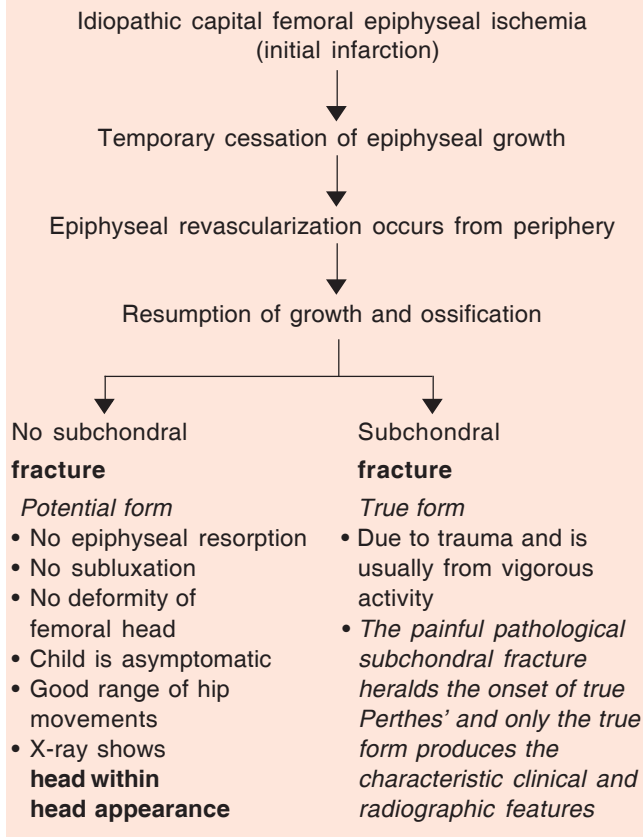 Idiopathic capital femoral epiphyseal ischemia
(initial infarction)
Temporary cessation of epiphyseal growth
Epiphyseal revascularization occurs from periphery
Resumption of growth and ossification
No subchondral
fracture
Potential form
• No epiphyseal resorption
• No subluxation
• No deformity of
femoral head
• Child is asymptomatic
• Good range of hip
movements
• X-ray shows
head within
head appearance
Subchondral
fracture
True form
• Due to trauma and is
usually from vigorous
activity
• The painful pathological
subchondral fracture
heralds the onset of true
Perthes’ and only the true
form produces the
characteristic clinical and
radiographic features